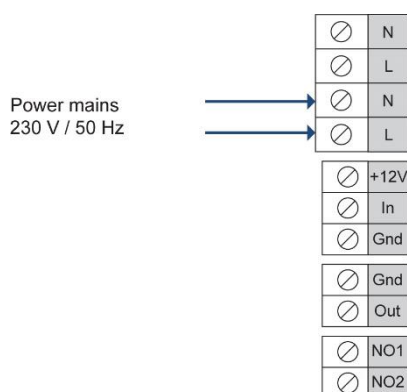 N
L
Power mains
230 V / 50 Hz
N
L
+12V
In
Gnd
Gnd
Out
NO1
NO2